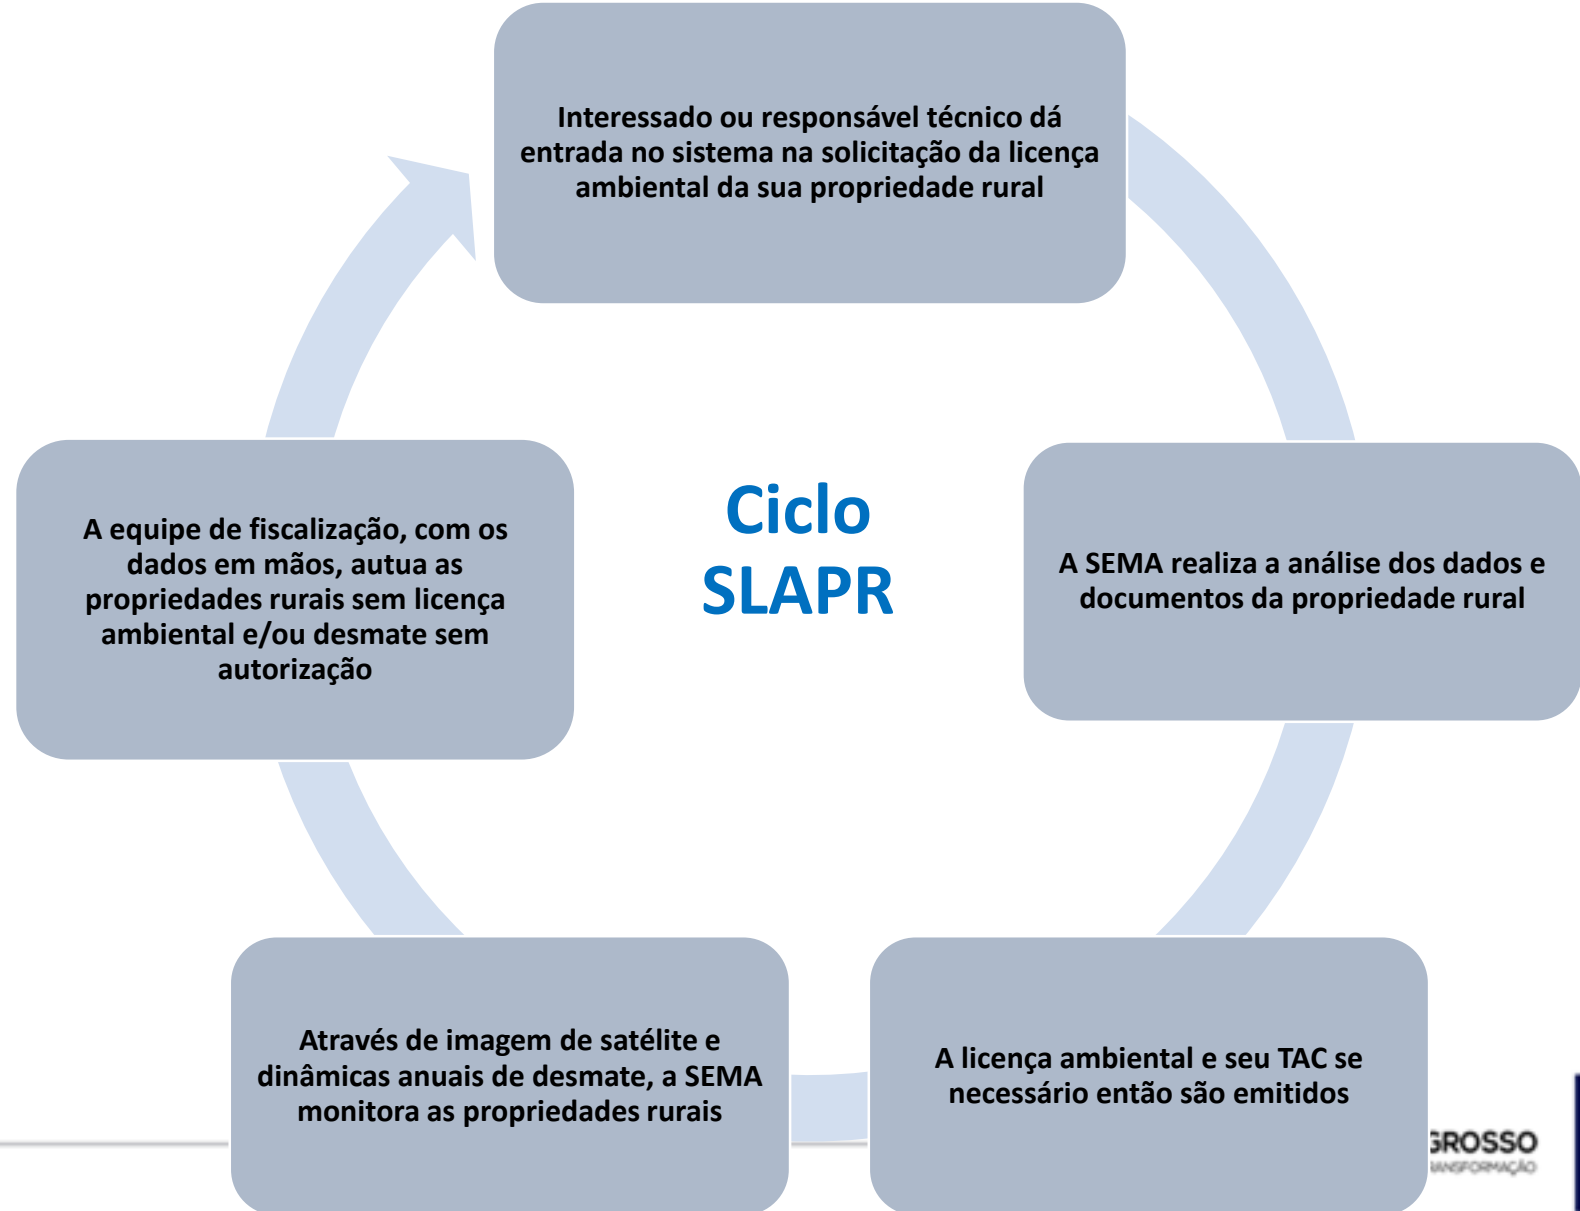 Interessado ou responsável técnico dá
entrada no sistema na solicitação da licença
ambiental da sua propriedade rural
Ciclo
SLAPR
A SEMA realiza a análise dos dados e
documentos da propriedade rural
A licença ambiental e seu TAC se
necessário então são emitidos
Através de imagem de satélite e
dinâmicas anuais de desmate, a SEMA
monitora as propriedades rurais
A equipe de fiscalização, com os
dados em mãos, autua as
propriedades rurais sem licença
ambiental e/ou desmate sem
autorização
GROSSO